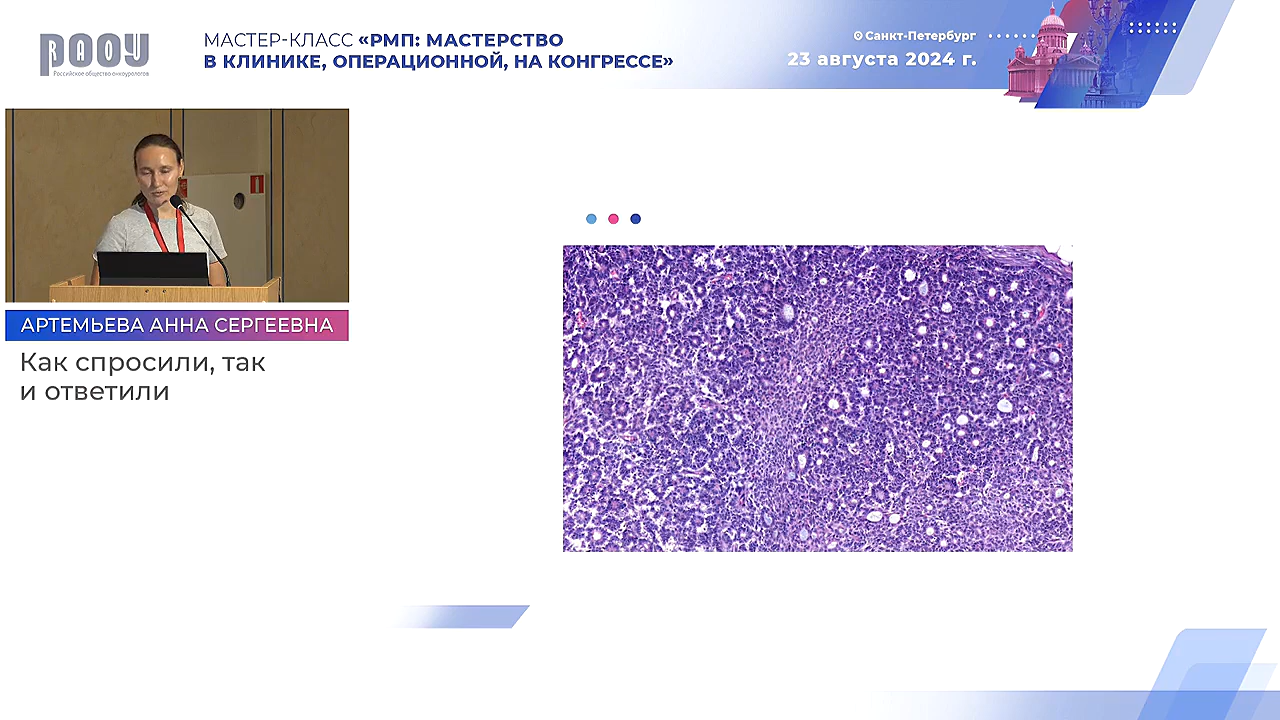 РАОУ
Российское общество онкоурологов
МАСТЕР-КЛАСС «РМП: МАСТЕРСТВО
В КЛИНИКЕ, ОПЕРАЦИОННОЙ, НА КОНГРЕССЕ»
Санкт-Петербург
23 августа 2024 г.
АРТЕМЬЕВА АННА СЕРГЕЕВНА
Как спросили, так
и ответили